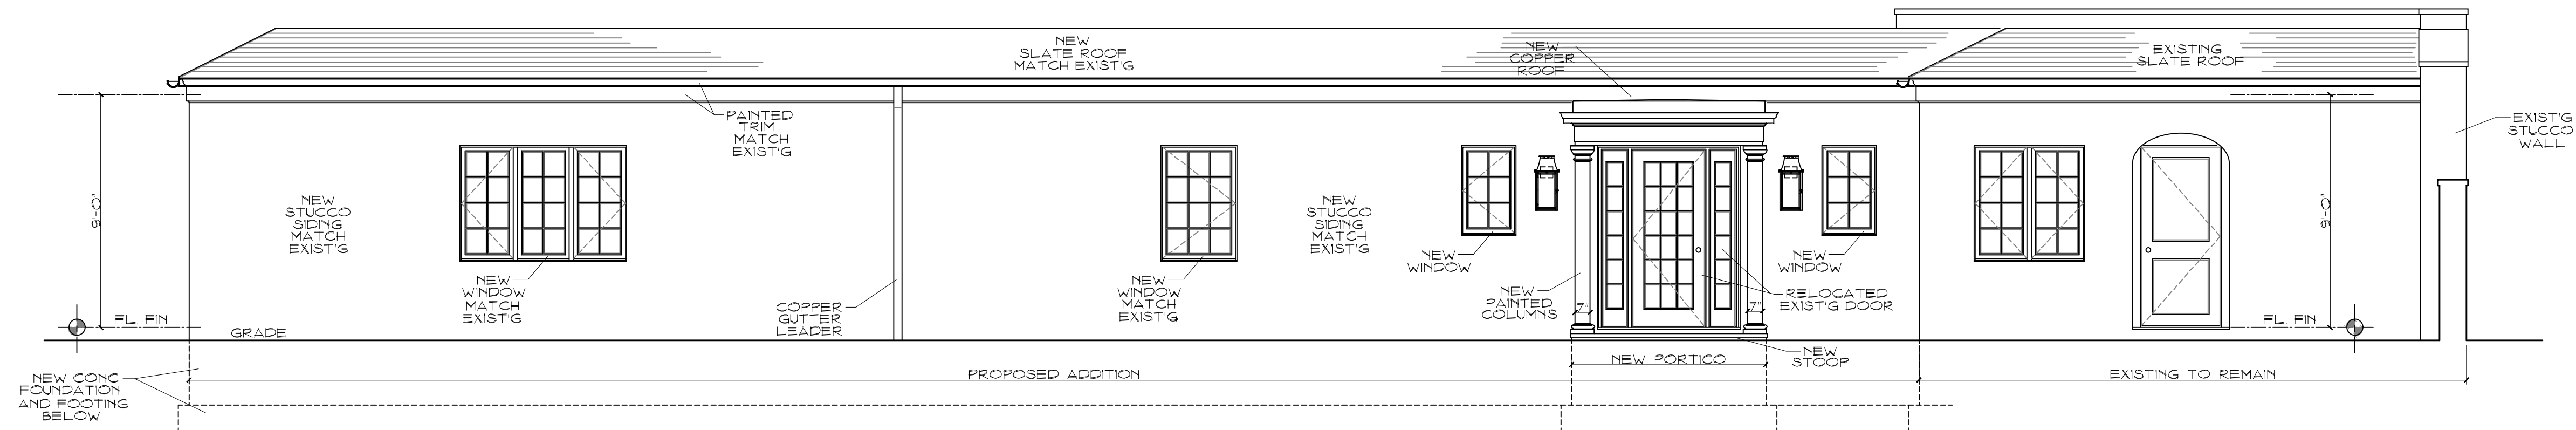 NEW
SLATE ROOF
MATCH EXIST'G
NEW
COPPER
ROOF
EXISTING
SLATE ROOF
PAINTED
TRIM
MATCH
EXIST'G
EXIST'G
STUCCO
WALL
9'-0"
9'-0"
NEW
STUCCO
SIDING
MATCH
EXIST'G
NEW
STUCCO
SIDING
MATCH
EXIST'G
NEW
WINDOW
MATCH
EXIST'G
COPPER
GUTTER
LEADER
NEW
WINDOW
MATCH
EXIST'G
NEW
WINDOW
NEW
WINDOW
NEW
PAINTED
COLUMNS
7"
7"
RELOCATED
EXIST'G DOOR
FL. FIN
GRADE
FL. FIN
NEW PORTICO
NEW
STOOP
PROPOSED ADDITION
EXISTING TO REMAIN
NEW CONC
FOUNDATION
AND FOOTING
BELOW